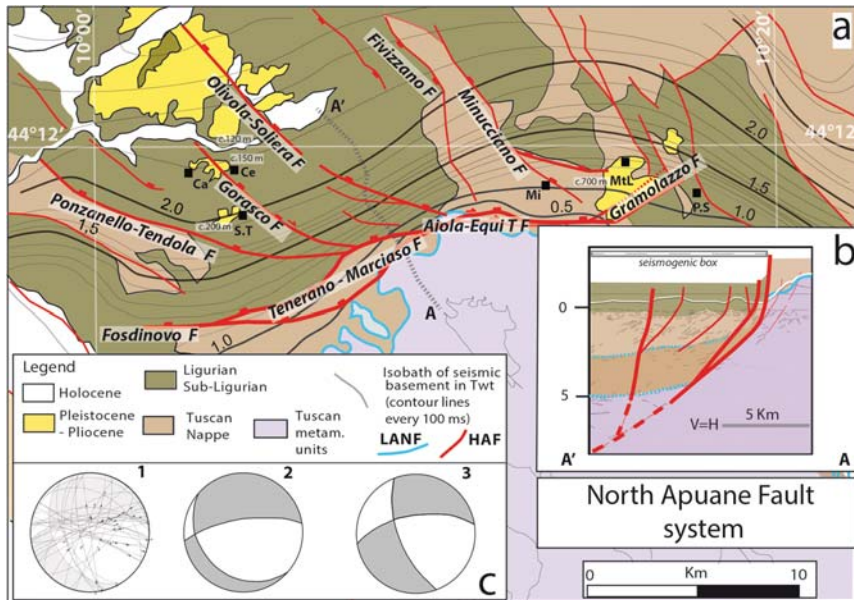 a
10°00'
10°20'
44°12'
44°12'
A'
Olivola-Soliera F
Fivizzano F
Minucciano F
c.120 m
c.150 m
Ca
Ce
Gorasco F
c.200 m
S.T
2.0
1.5
Ponzanello-Tendola F
2.0
1.5
1.0
c.700 m
MtL
Mi
0.5
P.S
Gramolazzo F
Aiola-Equi T F
Tenerano - Marciaso F
A
Fosdinovo F
1.0
b
seismogenic box
0
5
5 Km
V=H
A'
A
Legend
Holocene
Pleistocene
- Pliocene
Ligurian
Sub-Ligurian
Tuscan
Nappe
Tuscan
metam.
units
Isobath of seismic
basement in Twt
(contour lines
every 100 ms)
LANF
HAF
1
2
3
C
North Apuane Fault
system
0
Km
10